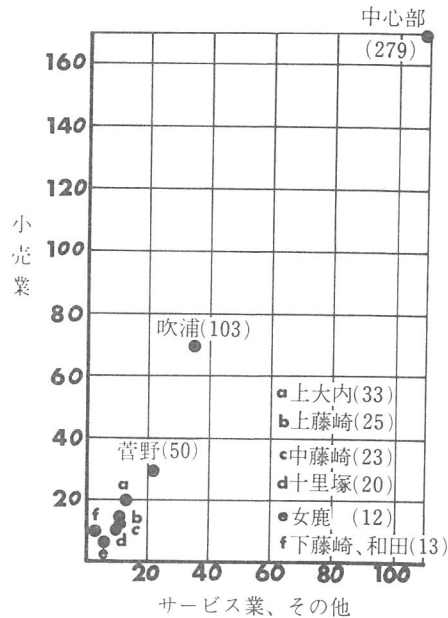 中心部
(279)
160
140
120
100
80
60
40
20
小売業
吹浦(103)
菅野(50)
a
b
c
d
e
f
a上大内(33)
b上藤崎(25)
c中藤崎(23)
d十里塚(20)
e女鹿 (12)
f下藤崎、和田(13)
20 40 60 80 100
サービス業、その他